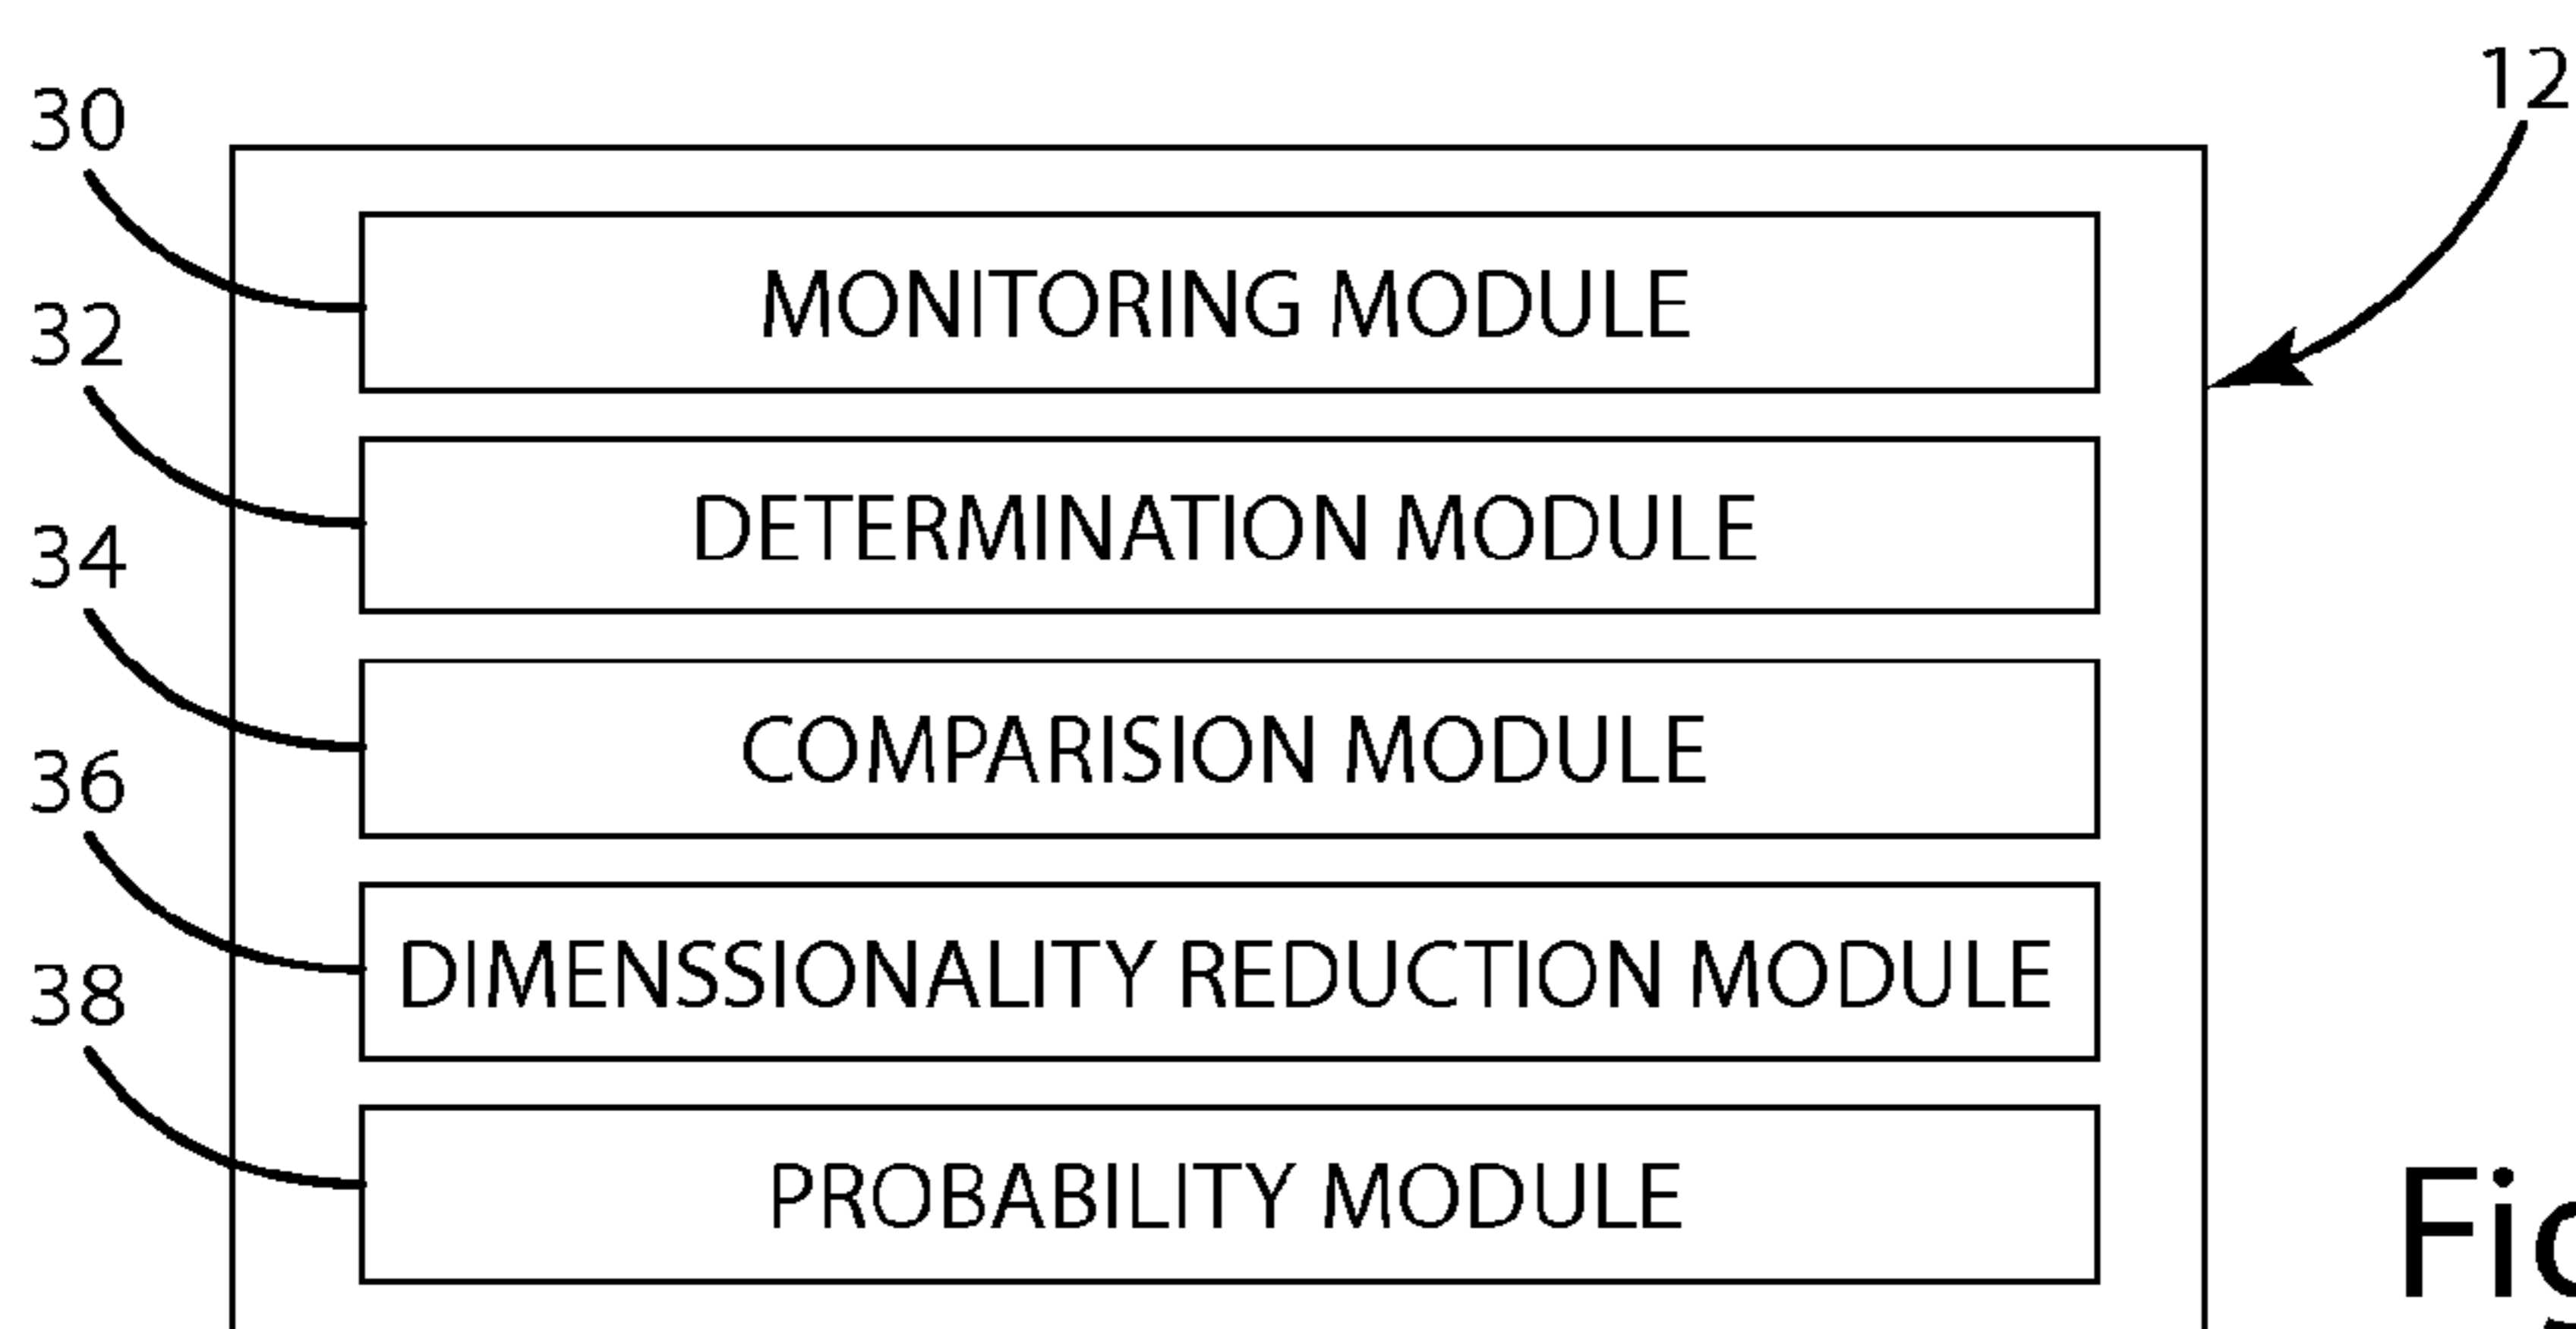 12
30
MONITORING MODULE
32
DETERMINATION MODULE
34
COMPARISION MODULE
36
DIMENSSIONALITY REDUCTION MODULE
38
PROBABILITY MODULE